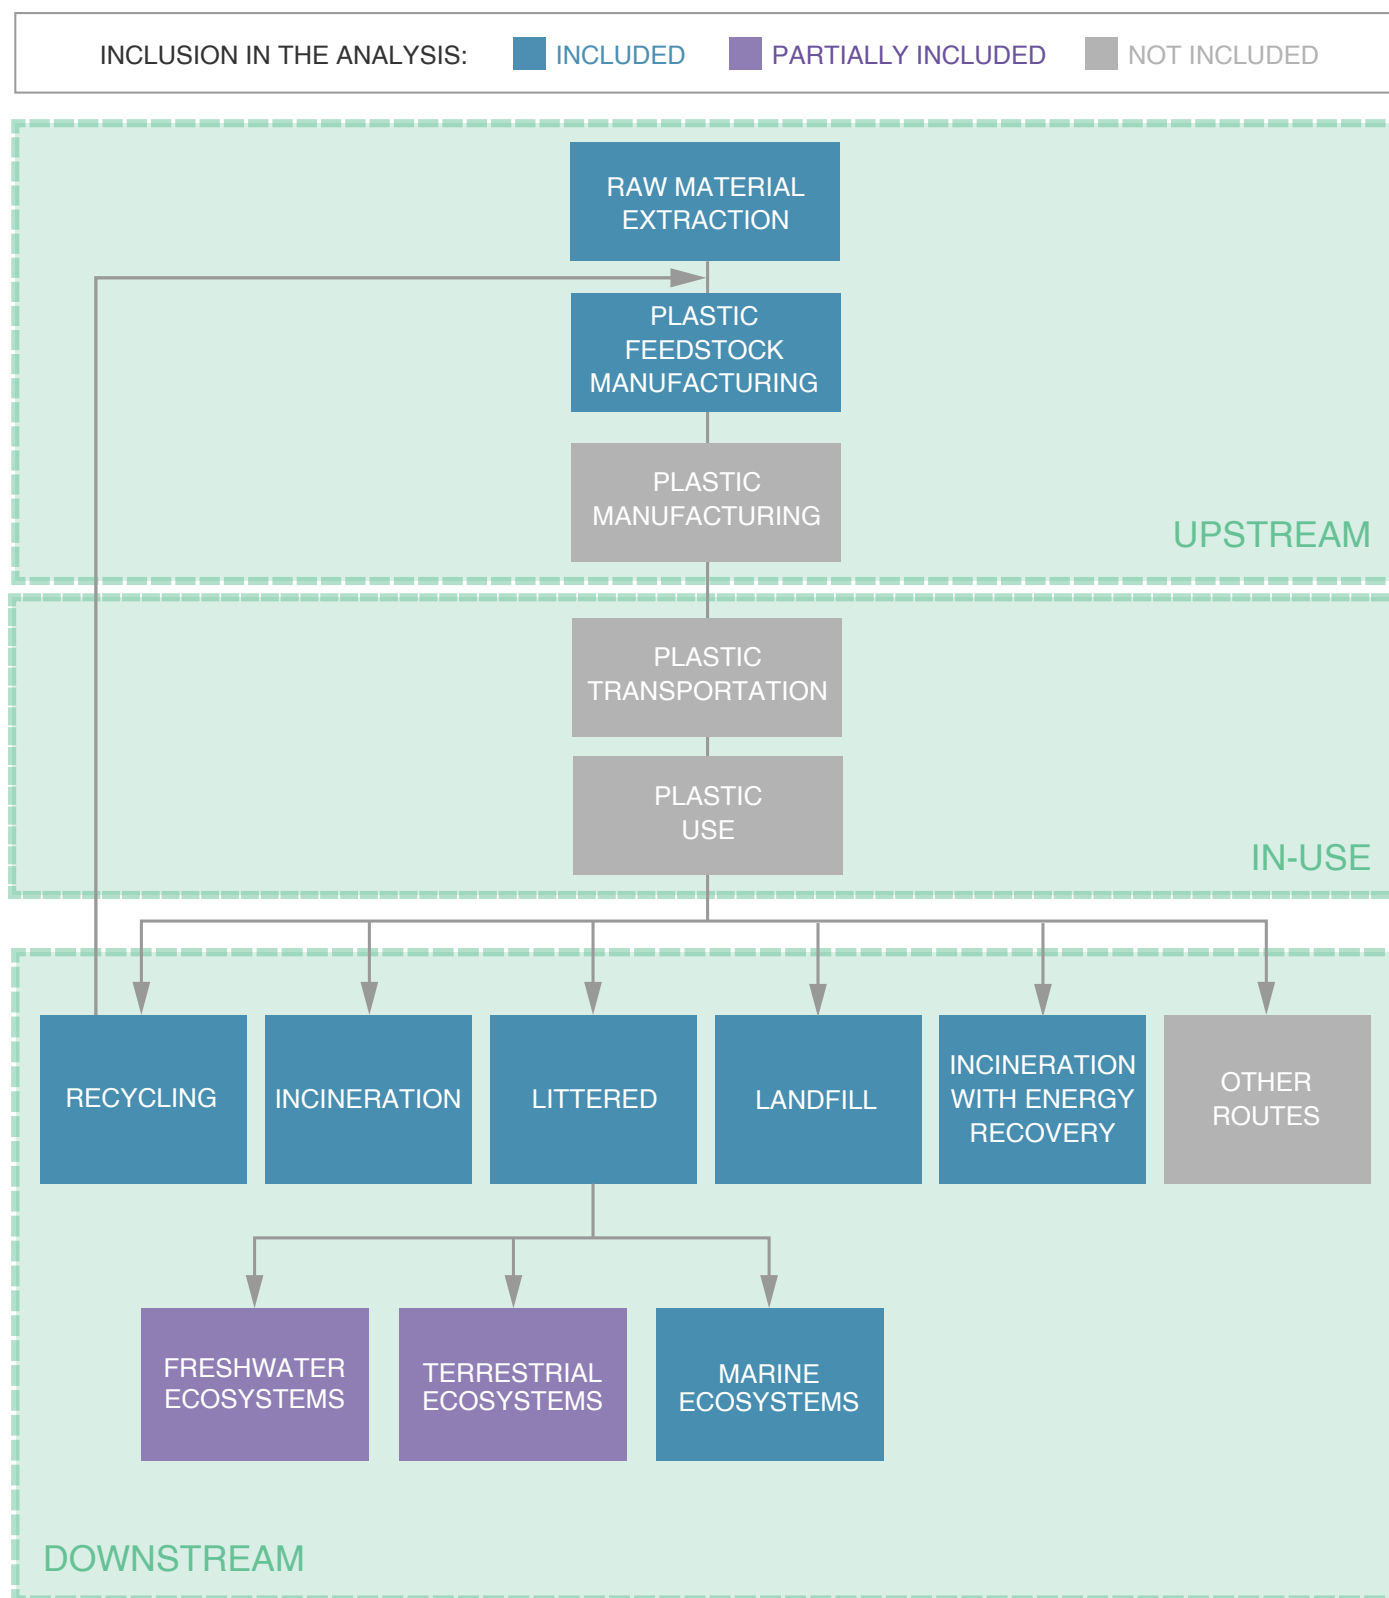 INCLUSION IN THE ANALYSIS: INCLUDED PARTIALLY INCLUDED NOT INCLUDED
RAW MATERIAL
EXTRACTION
PLASTIC
FEEDSTOCK
MANUFACTURING
PLASTIC
MANUFACTURING
UPSTREAM
PLASTIC
TRANSPORTATION
PLASTIC
USE
IN-USE
RECYCLING
INCINERATION
LITTERED
LANDFILL
INCINERATION
WITH ENERGY
RECOVERY
OTHER
ROUTES
FRESHWATER
ECOSYSTEMS
TERRESTRIAL
ECOSYSTEMS
MARINE
ECOSYSTEMS
DOWNSTREAM